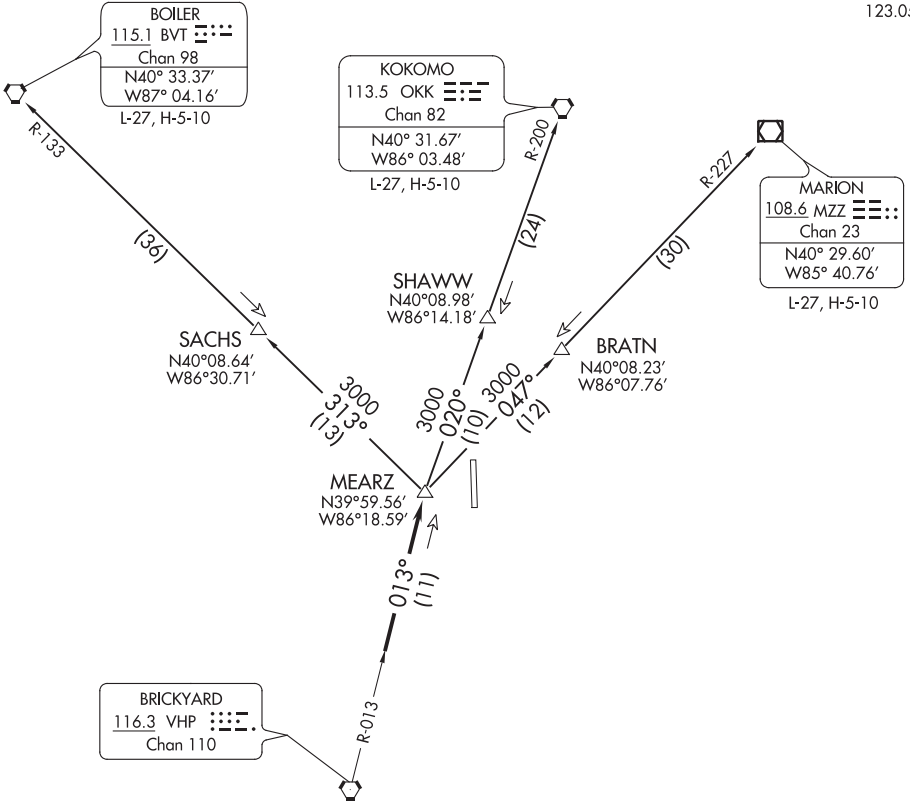 123.0
BOILER
115.1 BVT
Chan 98
N40° 33.37′
W87° 04.16′
L-27, H-5-10
KOKOMO
113.5 OKK
Chan 82
N40° 31.67′
W86° 03.48′
L-27, H-5-10
MARION
108.6 MZZ
Chan 23
N40° 29.60′
W85° 40.76′
L-27, H-5-10
R-133
R-200
R-227
(36)
(24)
(30)
SHAWW
N40°08.98′
W86°14.18′
SACHS
N40°08.64′
W86°30.71′
BRATN
N40°08.23′
W86°07.76′
3000
313°
(13)
3000
020°
(10)
3000
047°
(12)
MEARZ
N39°59.56′
W86°18.59′
013°
(11)
R-013
BRICKYARD
116.3 VHP
Chan 110